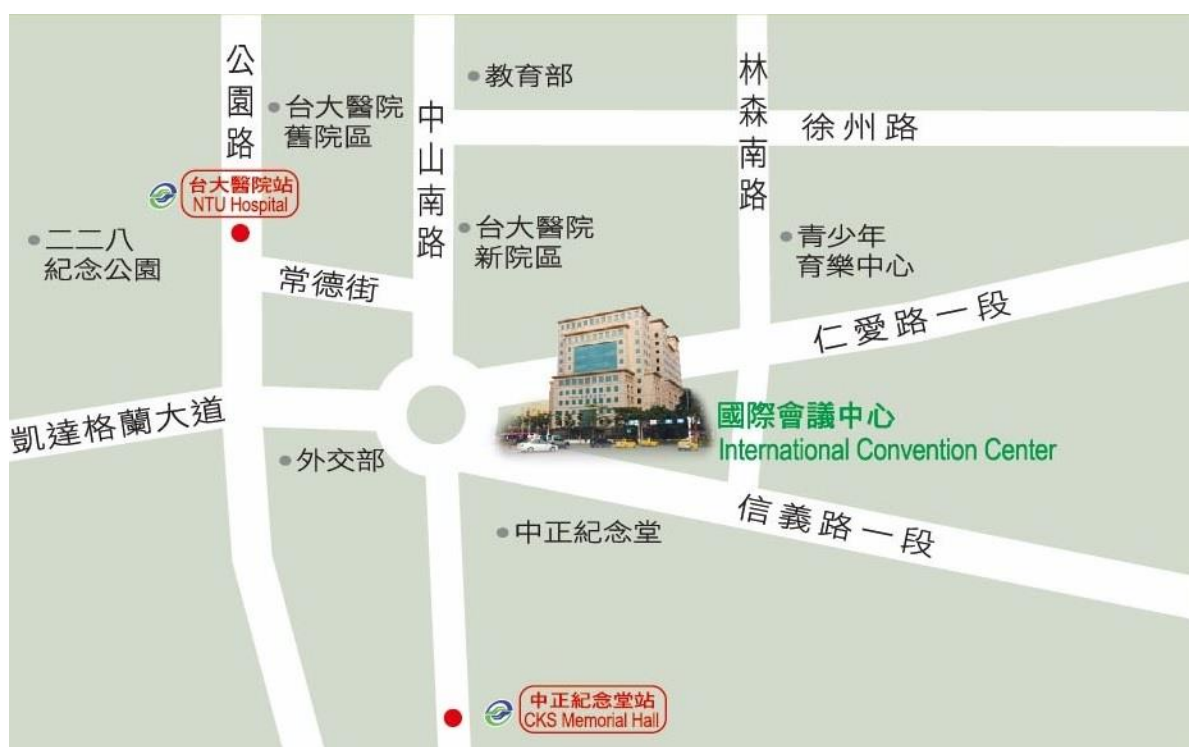 公園路
台大醫院
舊院區
中山南路
教育部
林森南路
徐州路
台大醫院站
NTU Hospital
二二八
紀念公園
常德街
台大醫院
新院區
青少年
育樂中心
仁愛路一段
凱達格蘭大道
國際會議中心
International Convention Center
外交部
信義路一段
中正紀念堂
中正紀念堂站
CKS Memorial Hall